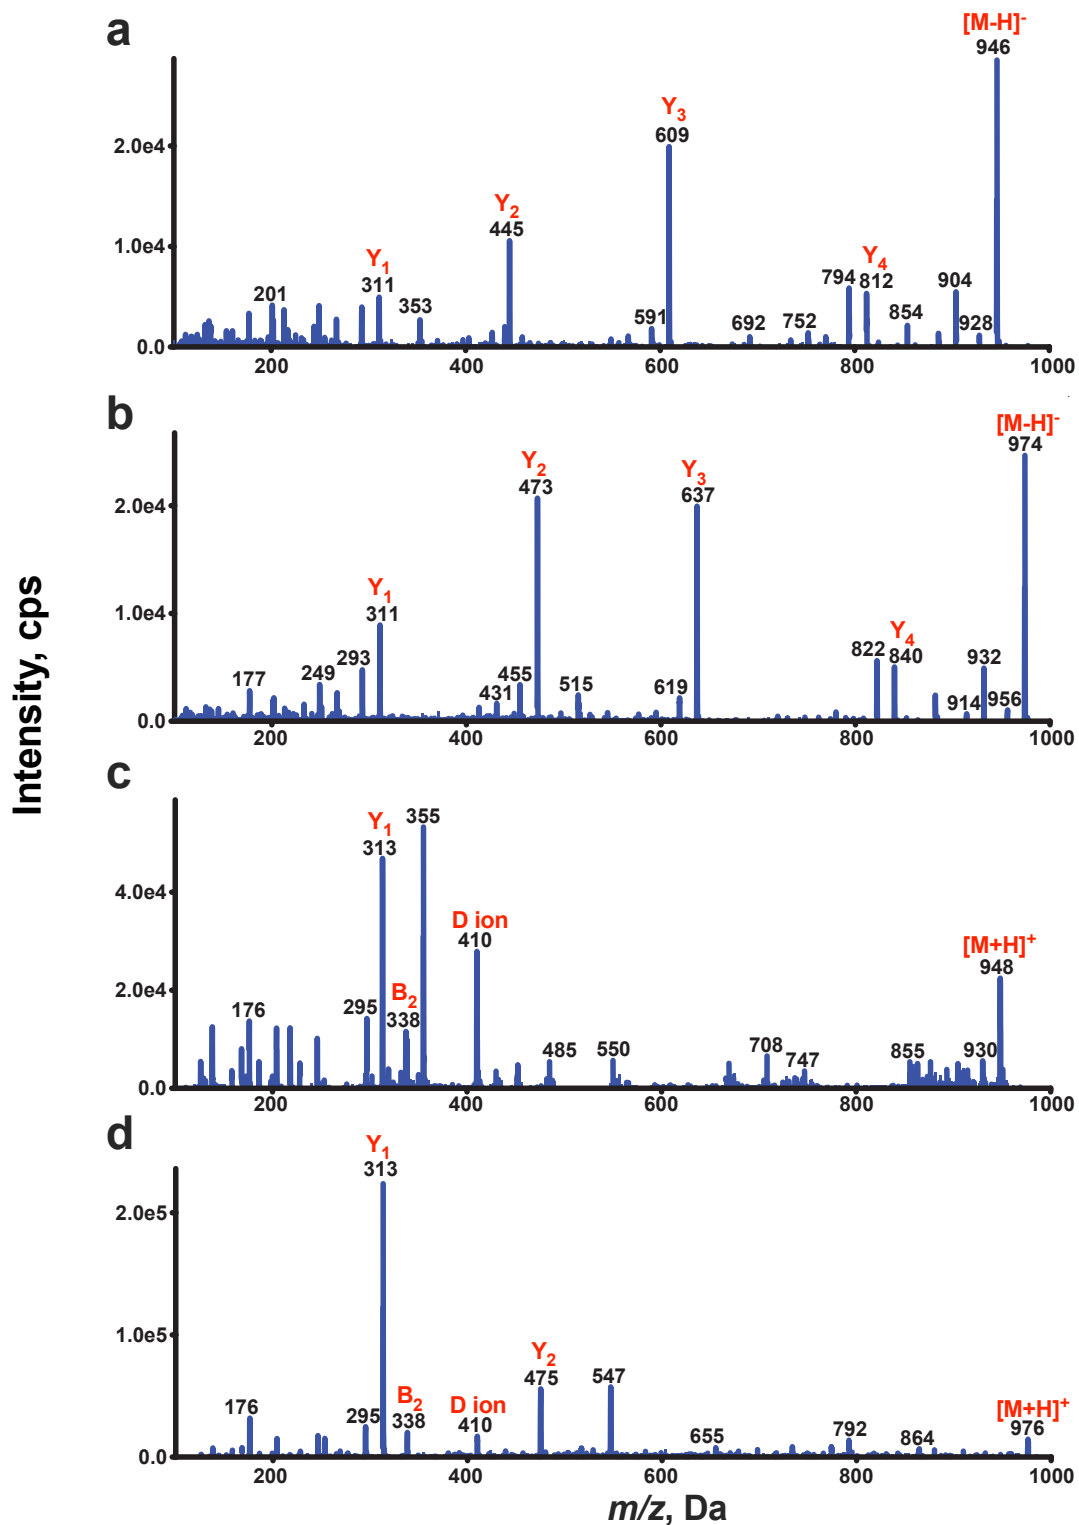 a
[M-H]⁻
946
Y₃
609
2.0e4
Y₂
445
1.0e4
Y₁
311
Y₄
794 812
904
201
353
591
692
752
854
928
0.0
200 400 600 800 1000
b
[M-H]⁻
974
Y₂
473
Y₃
637
2.0e4
Y₁
311
1.0e4
Y₄
822 840
932
293
177
249
455
431
515
619
914
956
0.0
200 400 600 800 1000
Intensity, cps
c
355
Y₁
313
4.0e4
D ion
410
[M+H]⁺
948
2.0e4
B₂
338
295
176
485
550
708
747
855
930
0.0
200 400 600 800 1000
d
Y₁
313
2.0e5
1.0e5
Y₂
475
547
B₂
338
D ion
410
[M+H]⁺
976
176
295
655
792
864
0.0
200 400 600 800 1000
m/z, Da